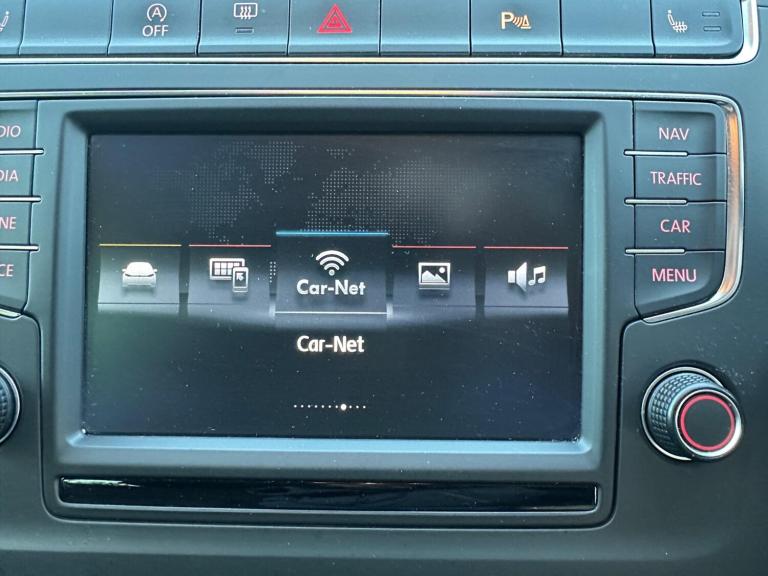 (A)
OFF
P
NAV
TRAFFIC
CAR
MENU
Car-Net
Car-Net